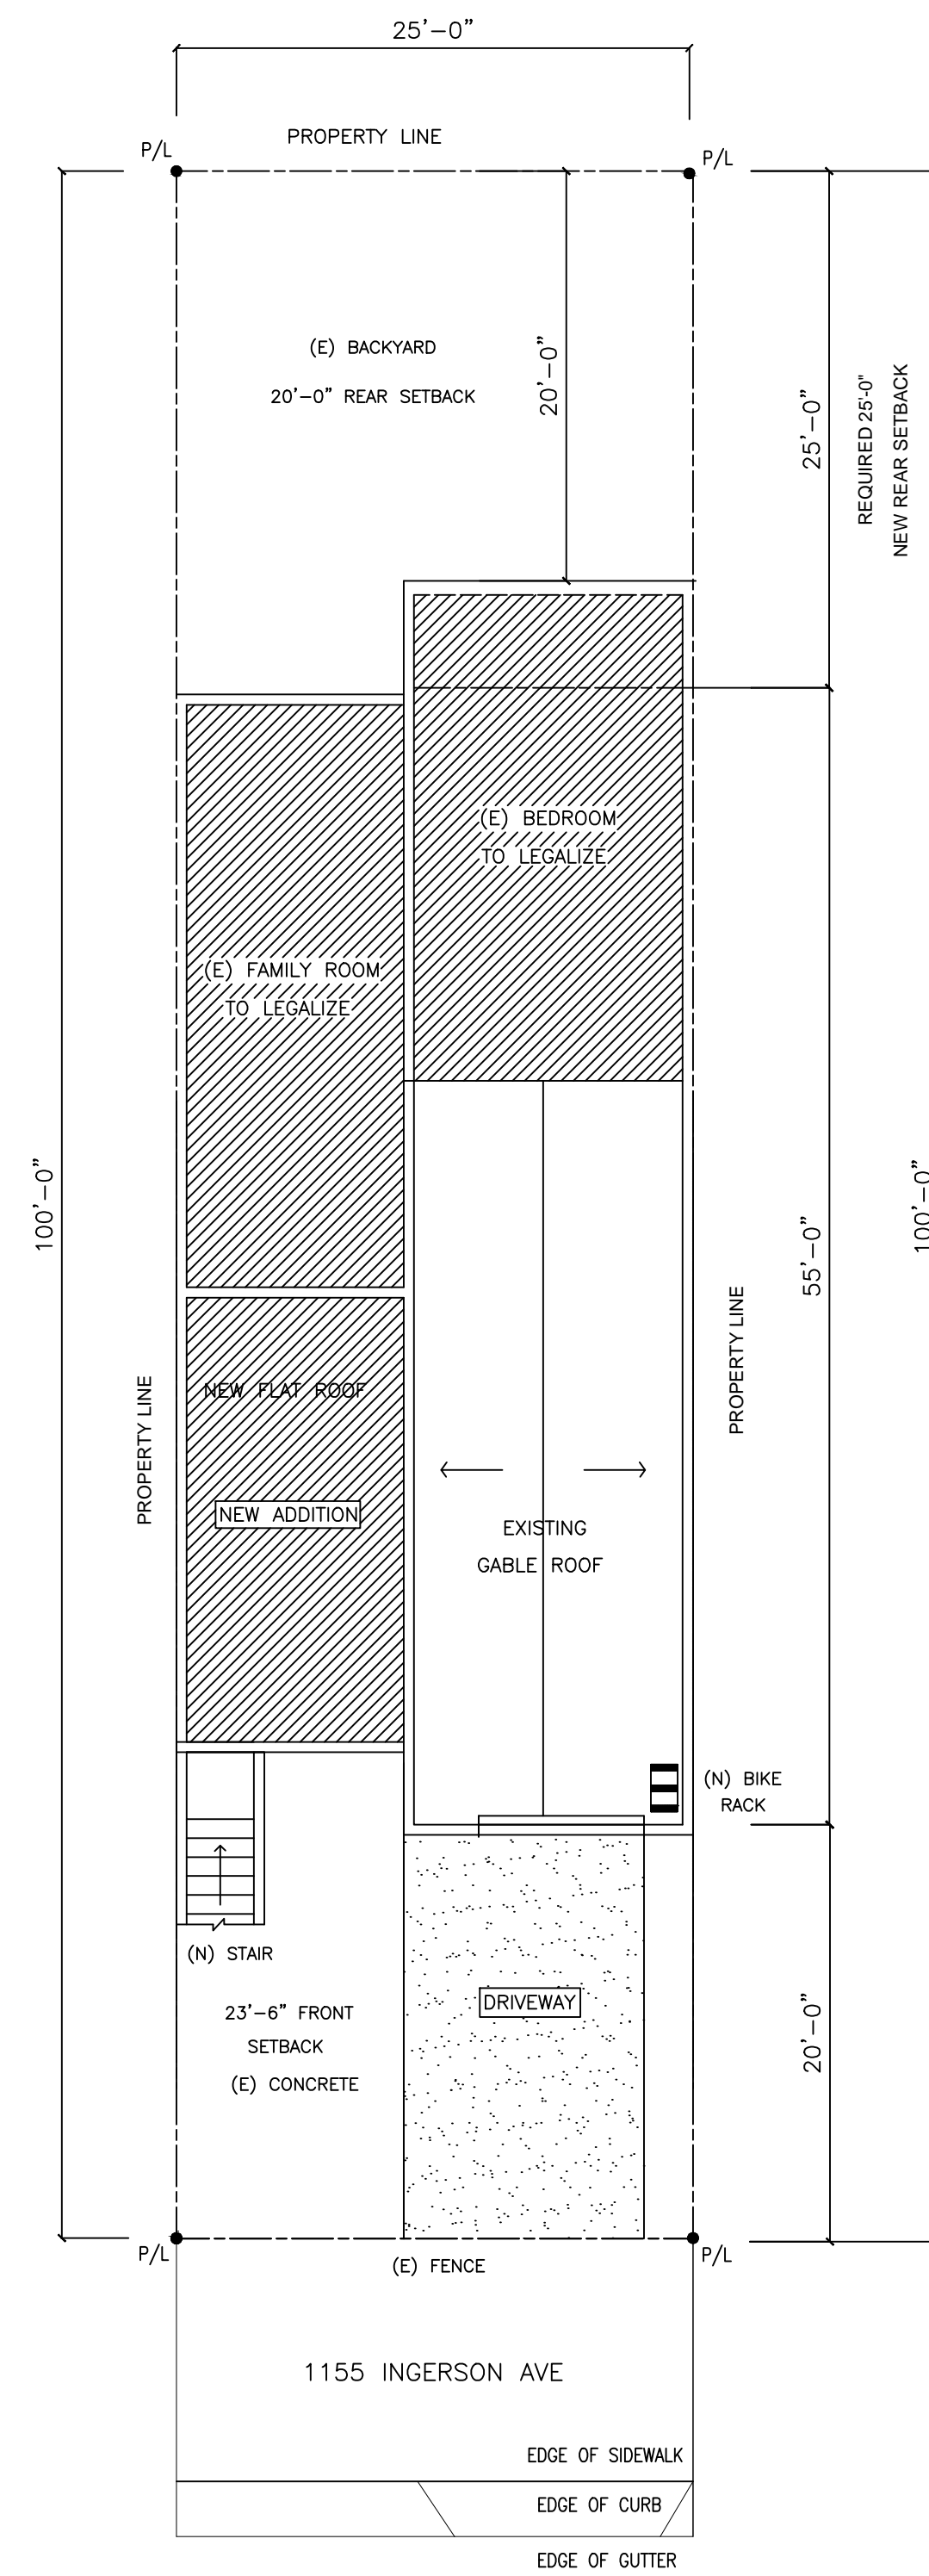 25'-0"
PROPERTY LINE
P/L
P/L
(E) BACKYARD
20'-0" REAR SETBACK
20'-0"
25'-0"
REQUIRED 25'-0"
NEW REAR SETBACK
(E) BEDROOM
TO LEGALIZE
(E) FAMILY ROOM
TO LEGALIZE
100'-0"
55'-0"
100'-0"
PROPERTY LINE
PROPERTY LINE
NEW FLAT ROOF
NEW ADDITION
EXISTING
GABLE ROOF
(N) BIKE
RACK
(N) STAIR
23'-6" FRONT
SETBACK
(E) CONCRETE
DRIVEWAY
20'-0"
P/L
P/L
(E) FENCE
1155 INGERSON AVE
EDGE OF SIDEWALK
EDGE OF CURB
EDGE OF GUTTER